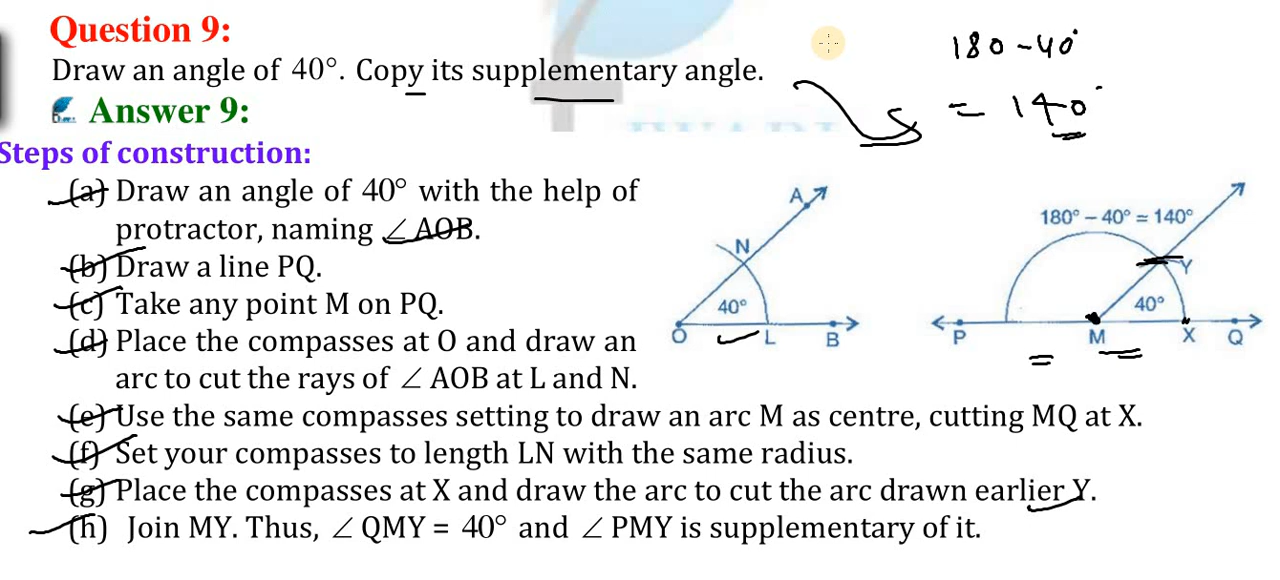 Question 9:
180 - 40°
Draw an angle of 40°. Copy its supplementary angle.
= 140°
Answer 9:
Steps of construction:
(a) Draw an angle of 40° with the help of
protractor, naming ∠AOB.
(b) Draw a line PQ.
(c) Take any point M on PQ.
(d) Place the compasses at O and draw an
arc to cut the rays of ∠ AOB at L and N.
A
N
40°
O L B
180° – 40° = 140°
Y
40°
P M X Q
(e) Use the same compasses setting to draw an arc M as centre, cutting MQ at X.
(f) Set your compasses to length LN with the same radius.
(g) Place the compasses at X and draw the arc to cut the arc drawn earlier Y.
(h) Join MY. Thus, ∠ QMY = 40° and ∠ PMY is supplementary of it.